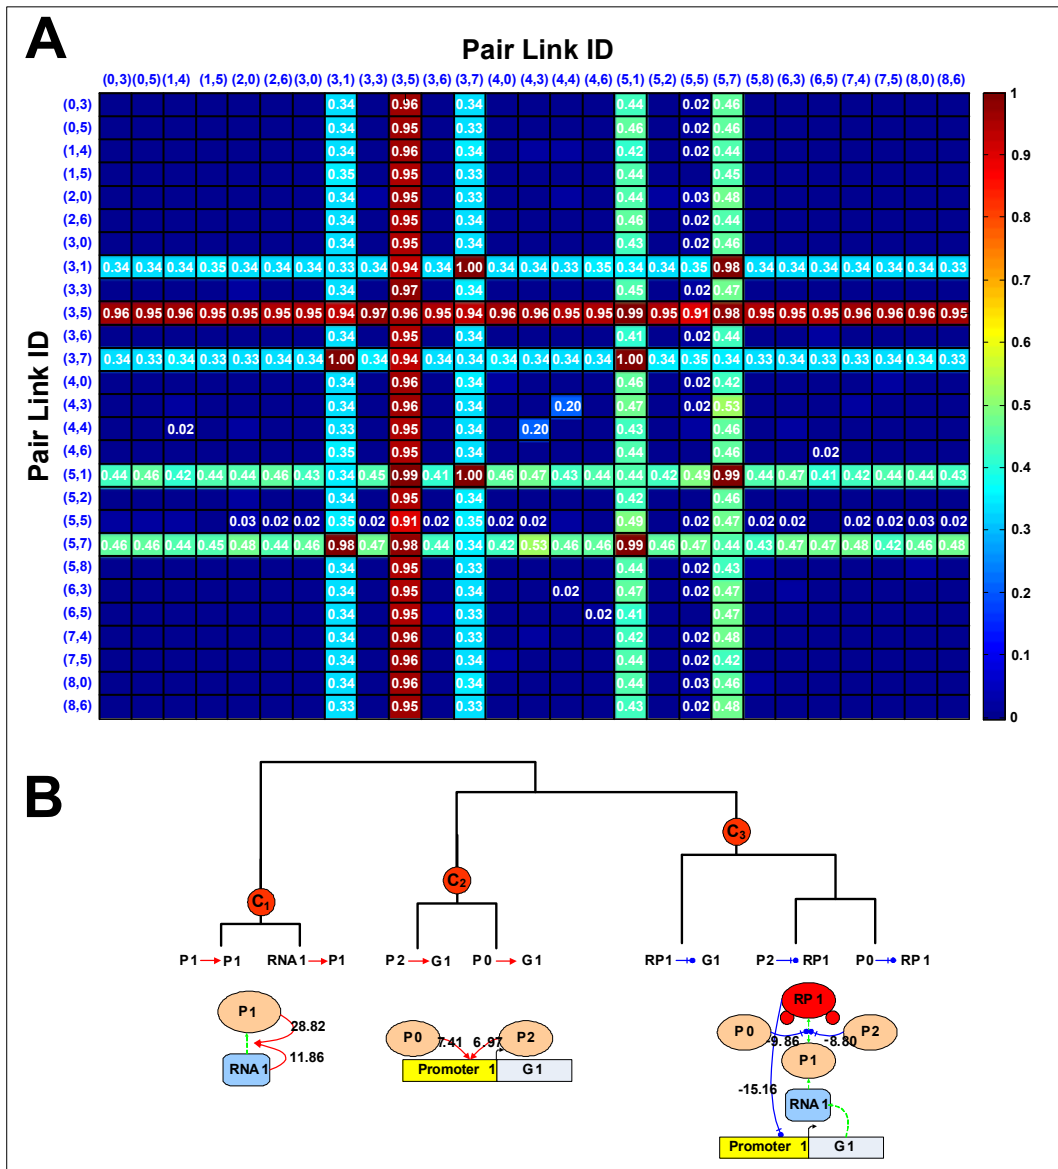 A
Pair Link ID
(0,3) (0,5) (1,4) (1,5) (2,0) (2,6) (3,0) (3,1) (3,3) (3,5) (3,6) (3,7) (4,0) (4,3) (4,4) (4,6) (5,1) (5,2) (5,5) (5,7) (5,8) (6,3) (6,5) (7,4) (7,5) (8,0) (8,6)
Pair Link ID
(0,3) 0.34 0.96 0.34 0.44 0.02 0.46
(0,5) 0.34 0.95 0.33 0.46 0.02 0.46
(1,4) 0.34 0.96 0.34 0.42 0.02 0.44
(1,5) 0.35 0.95 0.33 0.44 0.45
(2,0) 0.34 0.95 0.33 0.44 0.03 0.48
(2,6) 0.34 0.95 0.34 0.46 0.02 0.44
(3,0) 0.34 0.95 0.34 0.43 0.02 0.46
(3,1) 0.34 0.34 0.34 0.35 0.34 0.34 0.34 0.33 0.34 0.94 0.34 1.00 0.34 0.34 0.33 0.35 0.34 0.34 0.35 0.98 0.34 0.34 0.34 0.34 0.34 0.34 0.33
(3,3) 0.34 0.97 0.34 0.45 0.02 0.47
(3,5) 0.96 0.95 0.96 0.95 0.95 0.95 0.95 0.94 0.97 0.96 0.95 0.94 0.96 0.96 0.95 0.95 0.99 0.95 0.91 0.98 0.95 0.95 0.95 0.96 0.96 0.96 0.95
(3,6) 0.34 0.95 0.34 0.41 0.02 0.44
(3,7) 0.34 0.33 0.34 0.33 0.33 0.34 0.34 1.00 0.34 0.94 0.34 0.34 0.34 0.34 0.34 0.34 1.00 0.34 0.35 0.34 0.33 0.34 0.33 0.33 0.34 0.34 0.33
(4,0) 0.34 0.96 0.34 0.46 0.02 0.42
(4,3) 0.34 0.96 0.34 0.20 0.47 0.02 0.53
(4,4) 0.02 0.33 0.95 0.34 0.20 0.43 0.46
(4,6) 0.35 0.95 0.34 0.44 0.46 0.02
(5,1) 0.44 0.46 0.42 0.44 0.44 0.46 0.43 0.34 0.45 0.99 0.41 1.00 0.46 0.47 0.43 0.44 0.44 0.42 0.49 0.99 0.44 0.47 0.41 0.42 0.44 0.44 0.43
(5,2) 0.34 0.95 0.34 0.42 0.46
(5,5) 0.03 0.02 0.02 0.35 0.02 0.91 0.02 0.35 0.02 0.02 0.49 0.02 0.47 0.02 0.02 0.02 0.02 0.03 0.02
(5,7) 0.46 0.46 0.44 0.45 0.48 0.44 0.46 0.98 0.47 0.98 0.44 0.34 0.42 0.53 0.46 0.46 0.99 0.46 0.47 0.44 0.43 0.47 0.47 0.48 0.42 0.46 0.48
(5,8) 0.34 0.95 0.33 0.44 0.02 0.43
(6,3) 0.34 0.95 0.34 0.02 0.47 0.02 0.47
(6,5) 0.34 0.95 0.33 0.02 0.41 0.47
(7,4) 0.34 0.96 0.33 0.42 0.02 0.48
(7,5) 0.34 0.96 0.34 0.44 0.02 0.42
(8,0) 0.34 0.96 0.34 0.44 0.03 0.46
(8,6) 0.33 0.95 0.34 0.43 0.02 0.48
1
0.9
0.8
0.7
0.6
0.5
0.4
0.3
0.2
0.1
0
B
C3
C2
C1
P1 P1 RNA1 P1 P2 G1 P0 G1 RP1 G1 P2 RP1 P0 RP1
P1
28.82
11.86
RNA1
P0 7.41 6.97 P2
Promoter 1 G1
RP1
P0 -9.86 -8.80 P2
P1
-15.16
RNA1
Promoter 1 G1